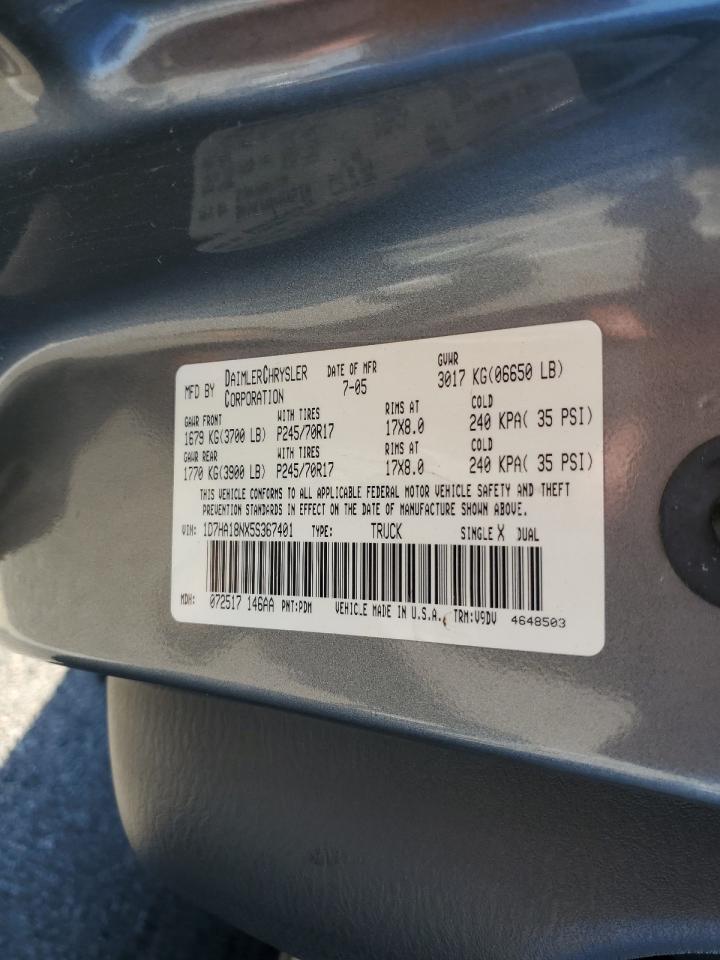 MFD BY DAIMLERCHRYSLER CORPORATION DATE OF MFR 7-05 GVWR 3017 KG(06650 LB)
GAWR FRONT WITH TIRES RIMS AT COLD
1679 KG(3700 LB) P245/70R17 17X8.0 240 KPA( 35 PSI)
GAWR REAR WITH TIRES RIMS AT COLD
1770 KG(3900 LB) P245/70R17 17X8.0 240 KPA( 35 PSI)
THIS VEHICLE CONFORMS TO ALL APPLICABLE FEDERAL MOTOR VEHICLE SAFETY AND THEFT
PREVENTION STANDARDS IN EFFECT ON THE DATE OF MANUFACTURE SHOWN ABOVE.
VIN: 1D7HA18NX5S367401 TYPE: TRUCK SINGLE X DUAL
MDH: 072517 146AA PNT:PDM VEHICLE MADE IN U.S.A. TRM:V9DV 4648503